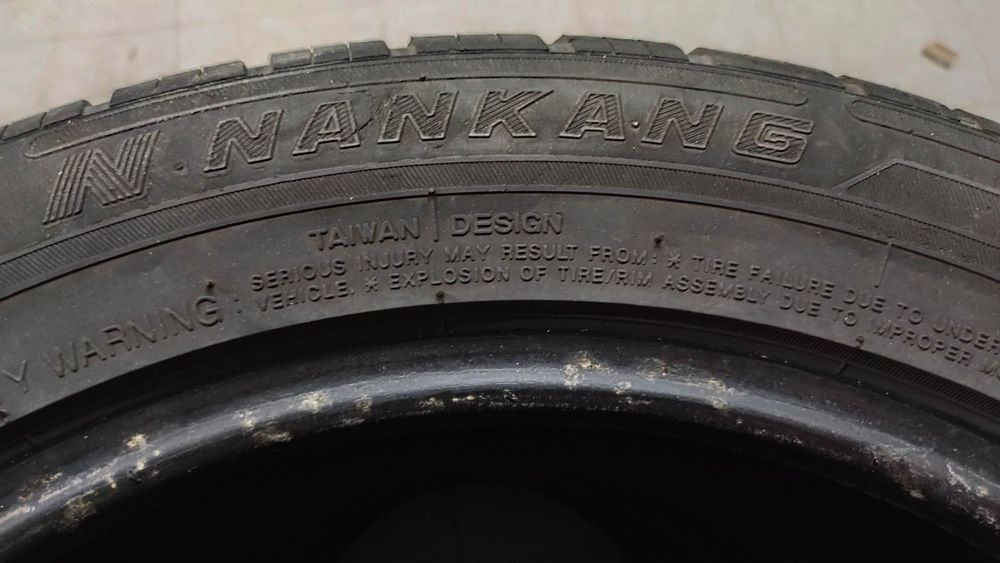 N NANKANG
TAIWAN DESIGN
Y WARNING :
SERIOUS INJURY MAY RESULT FROM: * TIRE FAILURE DUE TO UNDER
VEHICLE. * EXPLOSION OF TIRE/RIM ASSEMBLY DUE TO IMPROPER M